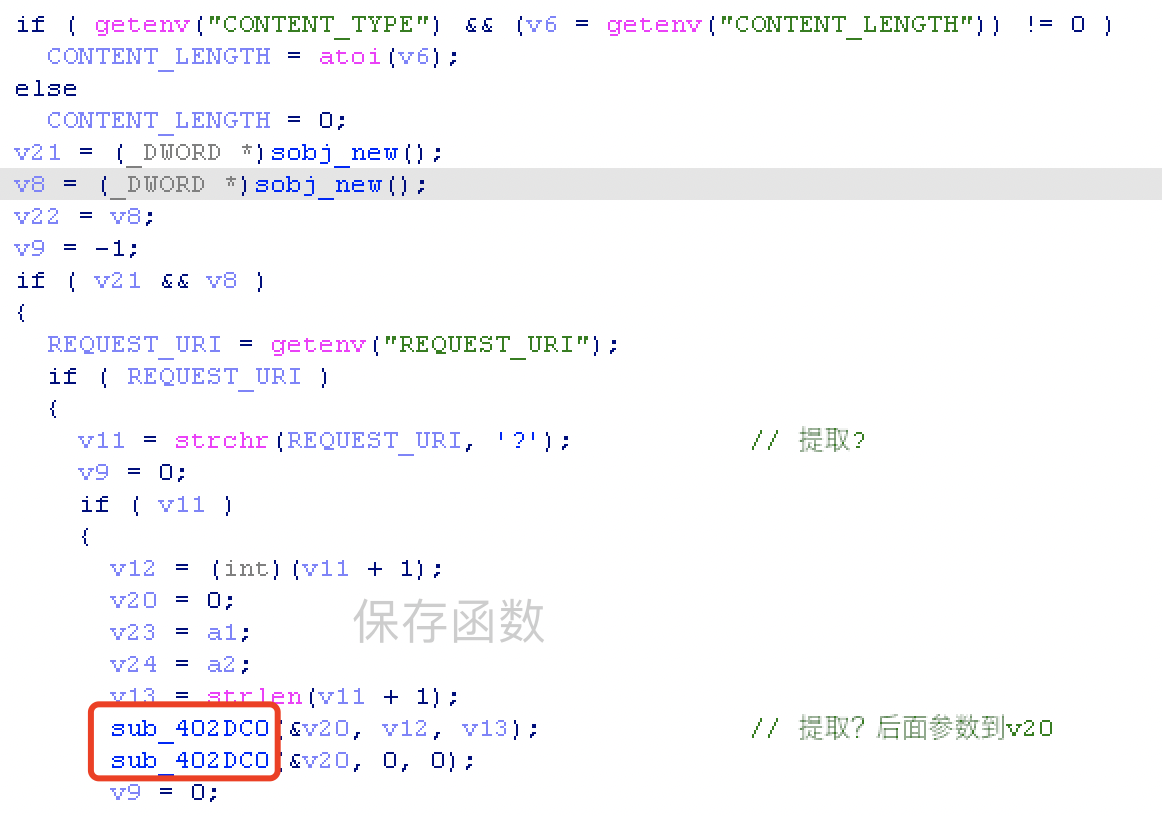 if ( getenv("CONTENT_TYPE") && (v6 = getenv("CONTENT_LENGTH")) != 0 )
CONTENT_LENGTH = atoi(v6);
else
CONTENT_LENGTH = 0;
v21 = (_DWORD *)sobj_new();
v8 = (_DWORD *)sobj_new();
v22 = v8;
v9 = -1;
if ( v21 && v8 )
{
REQUEST_URI = getenv("REQUEST_URI");
if ( REQUEST_URI )
{
v11 = strchr(REQUEST_URI, '?'); // 提取?
v9 = 0;
if ( v11 )
{
v12 = (int)(v11 + 1);
v20 = 0;
保存函数
v23 = a1;
v24 = a2;
v13 = strlen(v11 + 1);
sub_402DC0(&v20, v12, v13); // 提取?后面参数到v20
sub_402DC0(&v20, 0, 0);
v9 = 0;